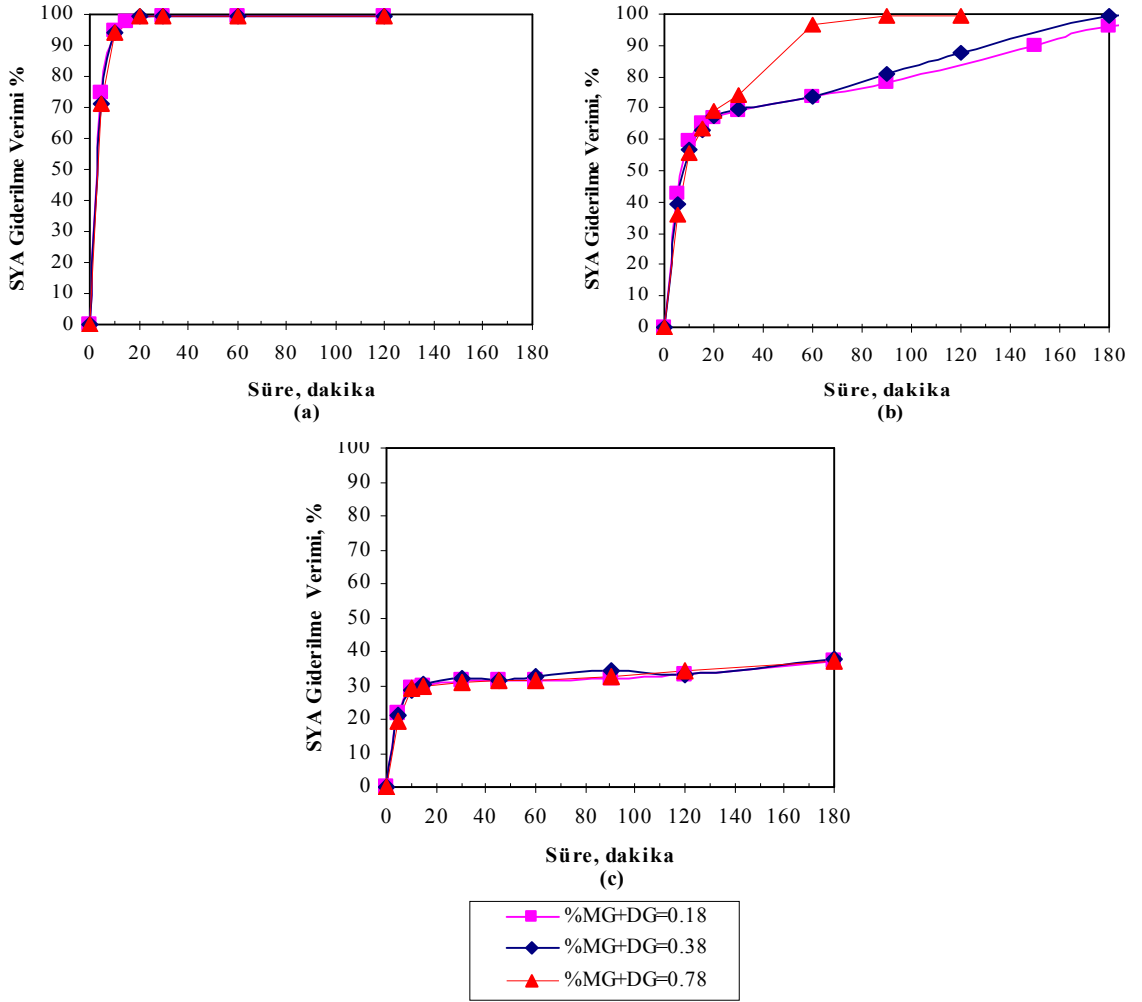 100
90
80
70
60
50
40
30
20
10
0
SYA Giderilme Verimi %
0 20 40 60 80 100 120 140 160 180
Süre, dakika
(a)
100
90
80
70
60
50
40
30
20
10
0
SYA Giderilme Verimi, %
0 20 40 60 80 100 120 140 160 180
Süre, dakika
(b)
100
90
80
70
60
50
40
30
20
10
0
SYA Giderilme Verimi, %
0 20 40 60 80 100 120 140 160 180
Süre, dakika
(c)
%MG+DG=0.18
%MG+DG=0.38
%MG+DG=0.78